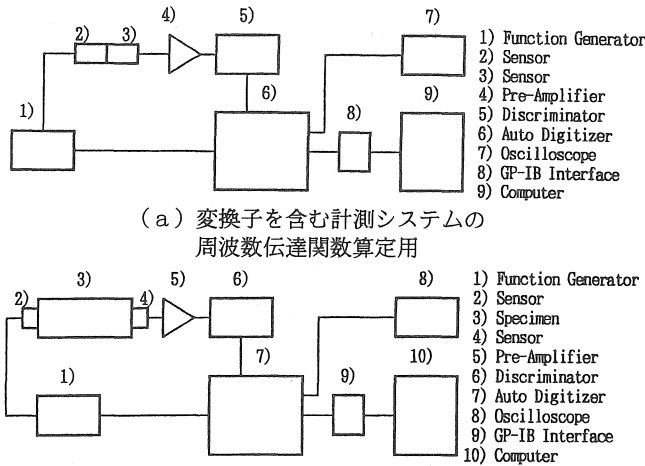 4)
5)
7)
2)
3)
1)
6)
8)
9)
1) Function Generator
2) Sensor
3) Sensor
4) Pre-Amplifier
5) Discriminator
6) Auto Digitizer
7) Oscilloscope
8) GP-IB Interface
9) Computer
(a) 変換子を含む計測システムの
周波数伝達関数算定用
2)
3)
4)
5)
6)
8)
1)
7)
9)
10)
1) Function Generator
2) Sensor
3) Specimen
4) Sensor
5) Pre-Amplifier
6) Discriminator
7) Auto Digitizer
8) Oscilloscope
9) GP-IB Interface
10) Computer